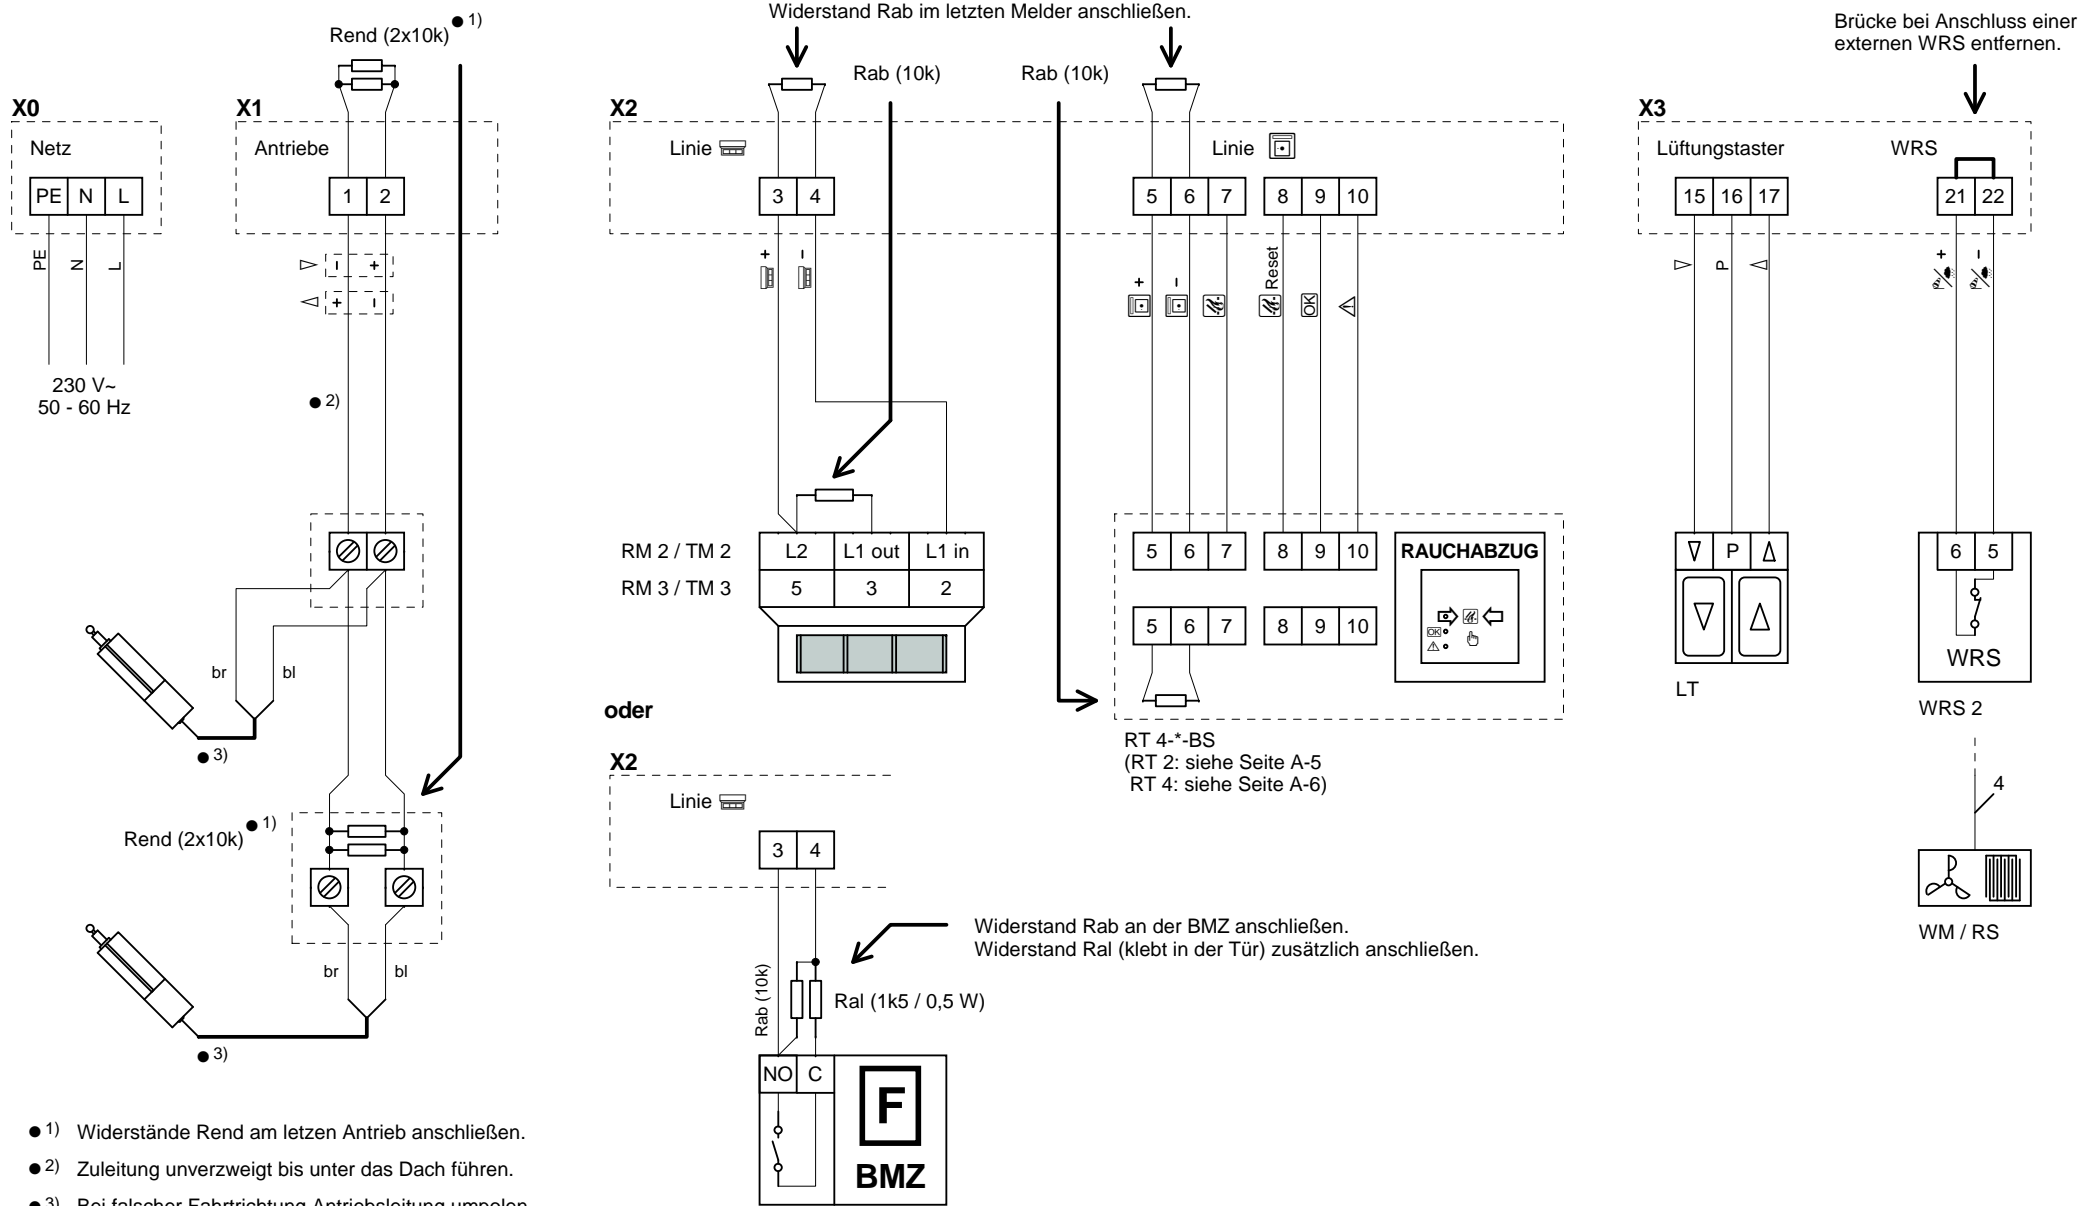 Rend (2x10k) ● 1)
Widerstand Rab im letzten Melder anschließen.
Rab (10k)
Rab (10k)
Brücke bei Anschluss einer
externen WRS entfernen.
X0
Netz
PE N L
PE
N
L
230 V~
50 - 60 Hz
X1
Antriebe
1 2
- +
+ -
● 2)
br
bl
● 3)
Rend (2x10k) ● 1)
br
bl
● 3)
X2
Linie
3 4
+
-
RM 2 / TM 2
L2 L1 out L1 in
RM 3 / TM 3
5 3 2
Linie
5 6 7 8 9 10
+
-
Reset
OK
5 6 7 8 9 10
5 6 7 8 9 10
RAUCHABZUG
OK
RT 4-*-BS
(RT 2: siehe Seite A-5
RT 4: siehe Seite A-6)
X3
Lüftungstaster
WRS
15 16 17
21 22
P
+
-
P
LT
6 5
WRS
WRS 2
4
WM / RS
oder
X2
Linie
3 4
Widerstand Rab an der BMZ anschließen.
Widerstand Ral (klebt in der Tür) zusätzlich anschließen.
Rab (10k)
Ral (1k5 / 0,5 W)
NO C
F
BMZ
● 1) Widerstände Rend am letzen Antrieb anschließen.
● 2) Zuleitung unverzweigt bis unter das Dach führen.
● 3) Bei falscher Fahrtrichtung Antriebsleitung umpolen